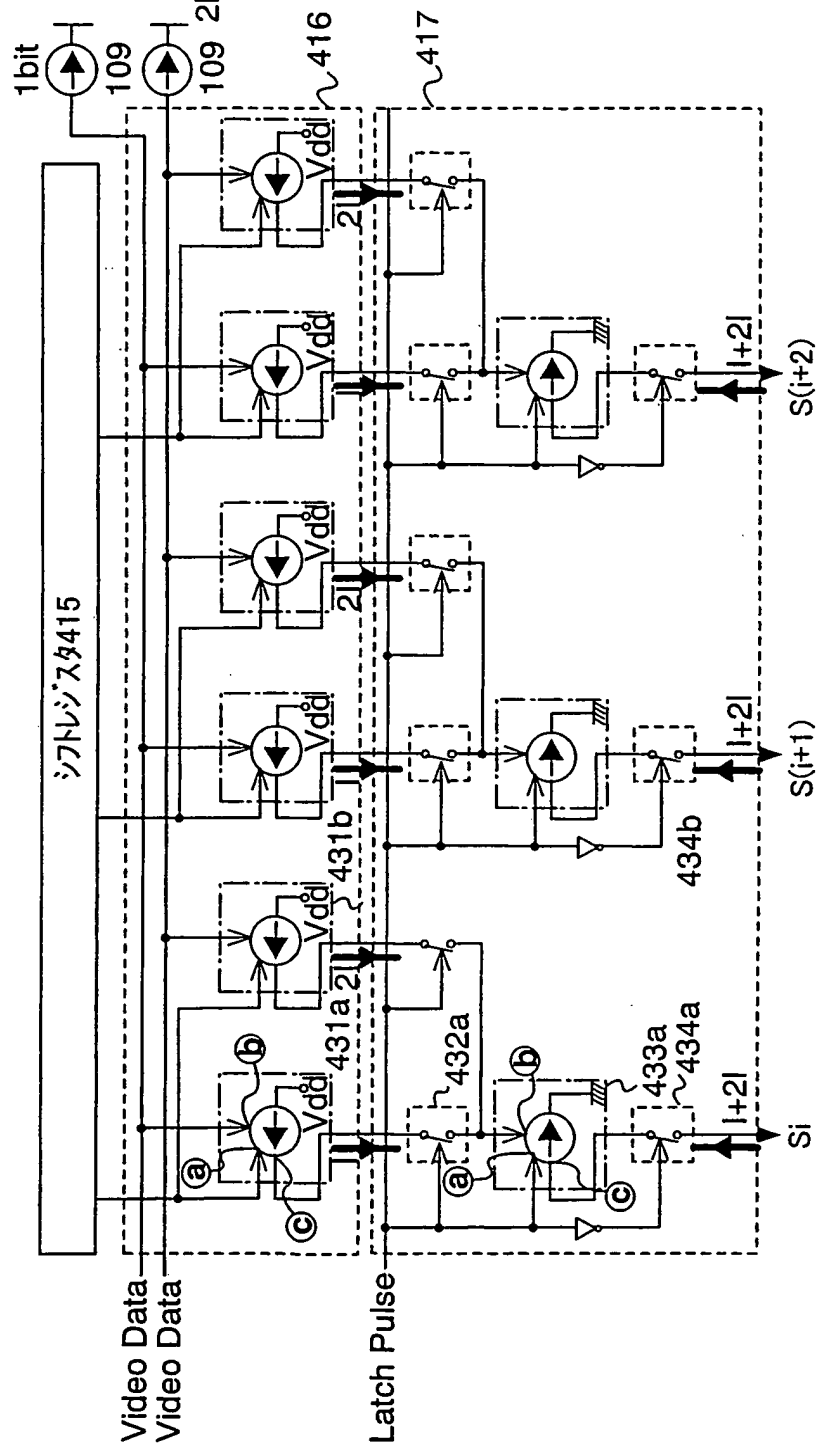 1bit
シフトレジスタ415
109
Video Data
Video Data
109
416
Vdd
Vdd
Vdd
Vdd
Vdd
Vdd
a
b
c
431a
431b
I
2I
I
2I
I
2I
Latch Pulse
417
432a
a
b
c
433a
434a
434b
I+2I
I+2I
I+2I
Si
S(i+1)
S(i+2)